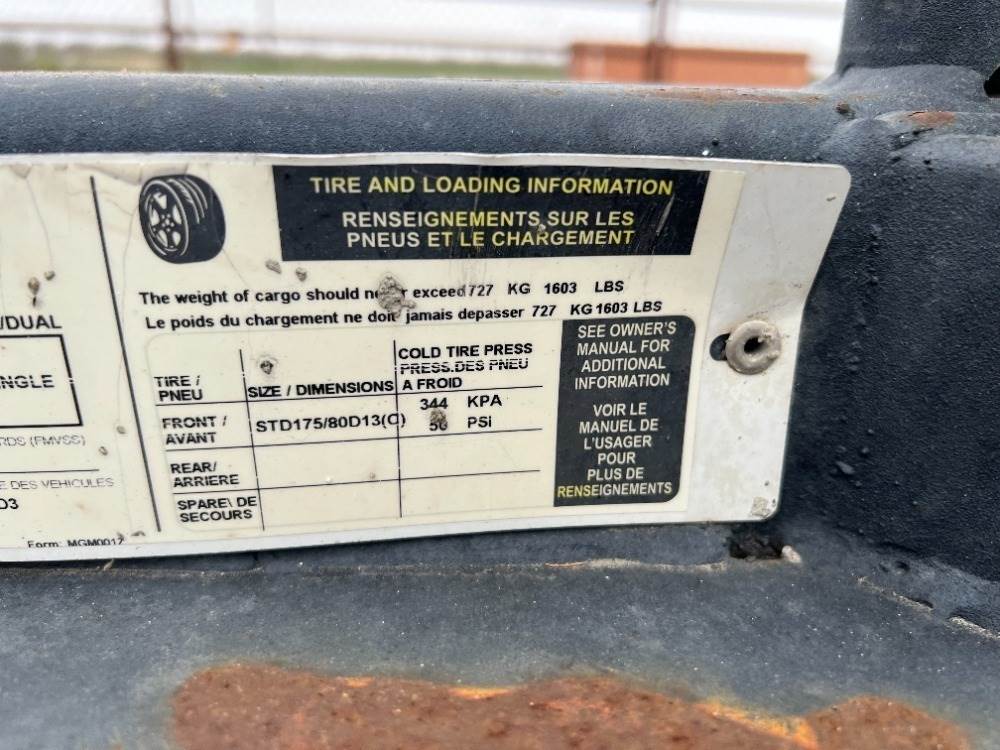 TIRE AND LOADING INFORMATION
RENSEIGNEMENTS SUR LES
PNEUS ET LE CHARGEMENT
The weight of cargo should never exceed 727 KG 1603 LBS
Le poids du chargement ne doit jamais depasser 727 KG 1603 LBS
/DUAL
NGLE
RDS (FMVSS)
E DES VEHICULES
D3
Form: MGM0017
TIRE /
PNEU
SIZE / DIMENSIONS
COLD TIRE PRESS
PRESS.DES PNEU
A FROID
FRONT /
AVANT
STD175/80D13(C)
344 KPA
50 PSI
REAR/
ARRIERE
SPARE\ DE
SECOURS
SEE OWNER'S
MANUAL FOR
ADDITIONAL
INFORMATION
VOIR LE
MANUEL DE
L'USAGER
POUR
PLUS DE
RENSEIGNEMENTS